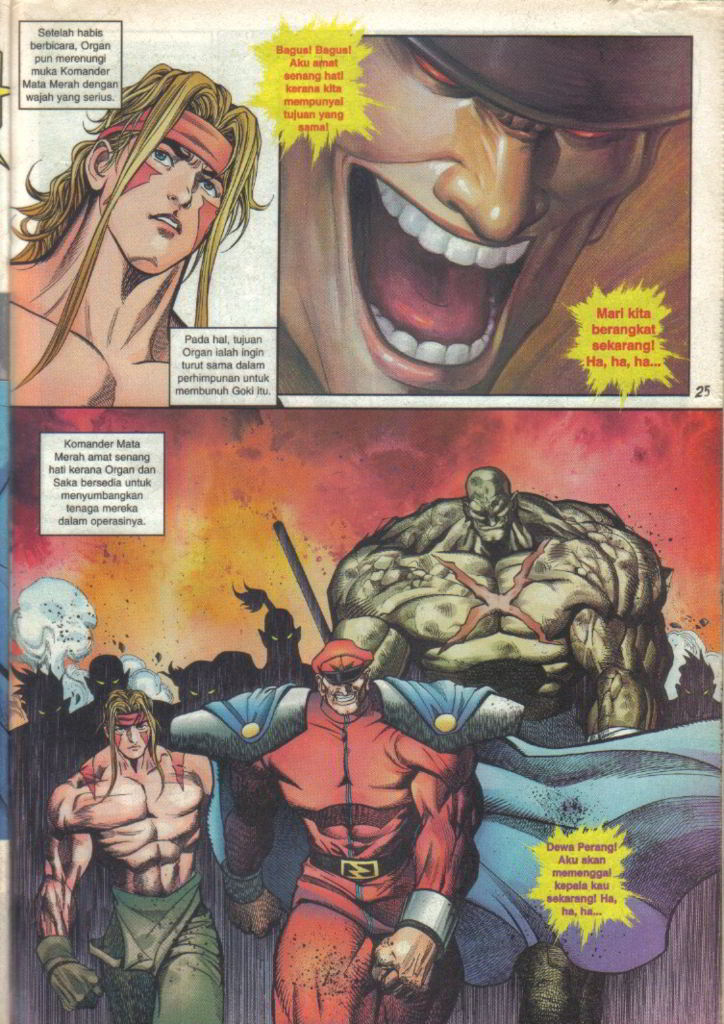 Setelah habis
berbicara, Organ
pun merenungi
muka Komander
Mata Merah dengan
wajah yang serius.
Bagus! Bagus!
Aku amat
senang hati
kerana kita
mempunyai
tujuan yang
sama!
Pada hal, tujuan
Organ ialah ingin
turut sama dalam
perhimpunan untuk
membunuh Goki itu.
Mari kita
berangkat
sekarang!
Ha, ha, ha...
25
Komander Mata
Merah amat senang
hati kerana Organ dan
Saka bersedia untuk
menyumbangkan
tenaga mereka
dalam operasinya.
Dewa Perang!
Aku akan
memenggal
kepala kau
sekarang! Ha,
ha, ha...